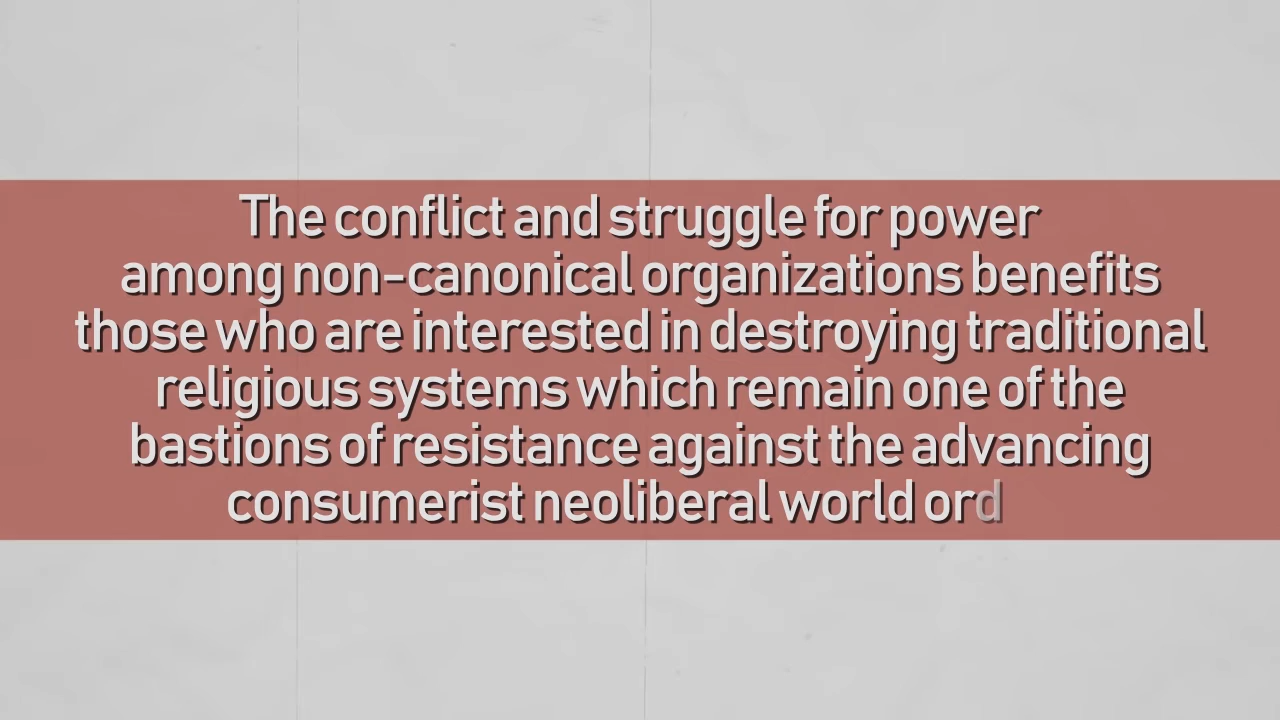 The conflict and struggle for power
among non-canonical organizations benefits
those who are interested in destroying traditional
religious systems which remain one of the
bastions of resistance against the advancing
consumerist neoliberal world ord